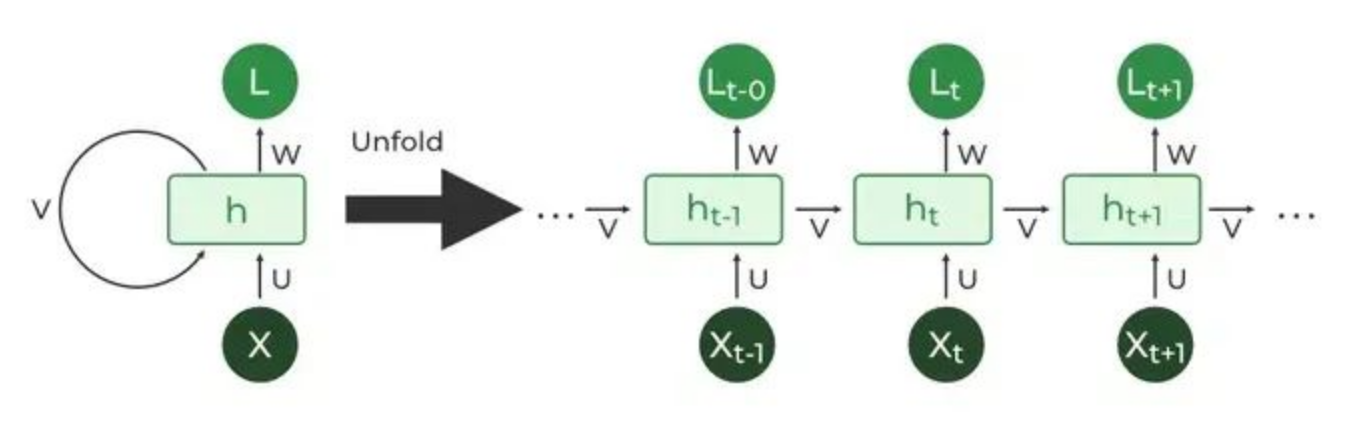 L L_{t-0} L_t L_{t+1}
Unfold
W W W W
V h ... h_{t-1} h_t h_{t+1} ...
V V V V
U U U U
X X_{t-1} X_t X_{t+1}